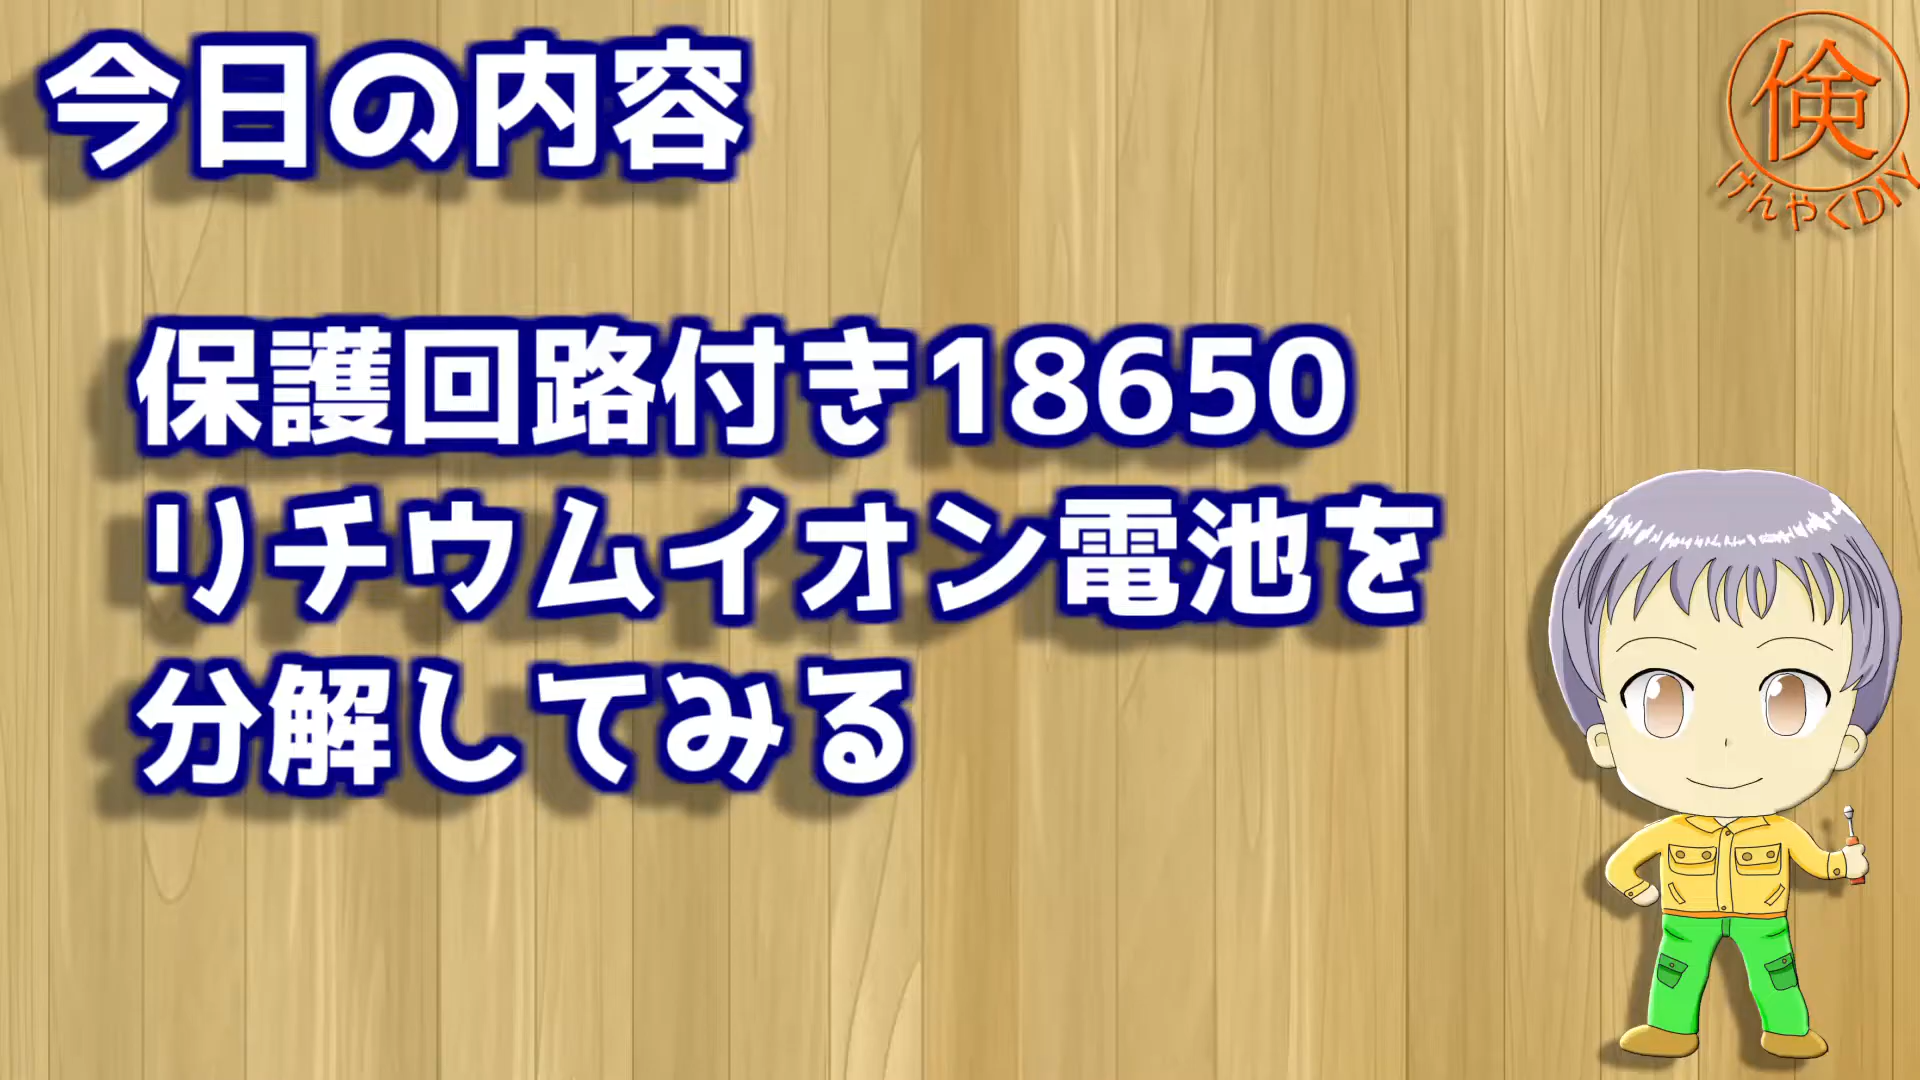 今日の内容
倹
けんやくDIY
保護回路付き18650
リチウムイオン電池を
分解してみる